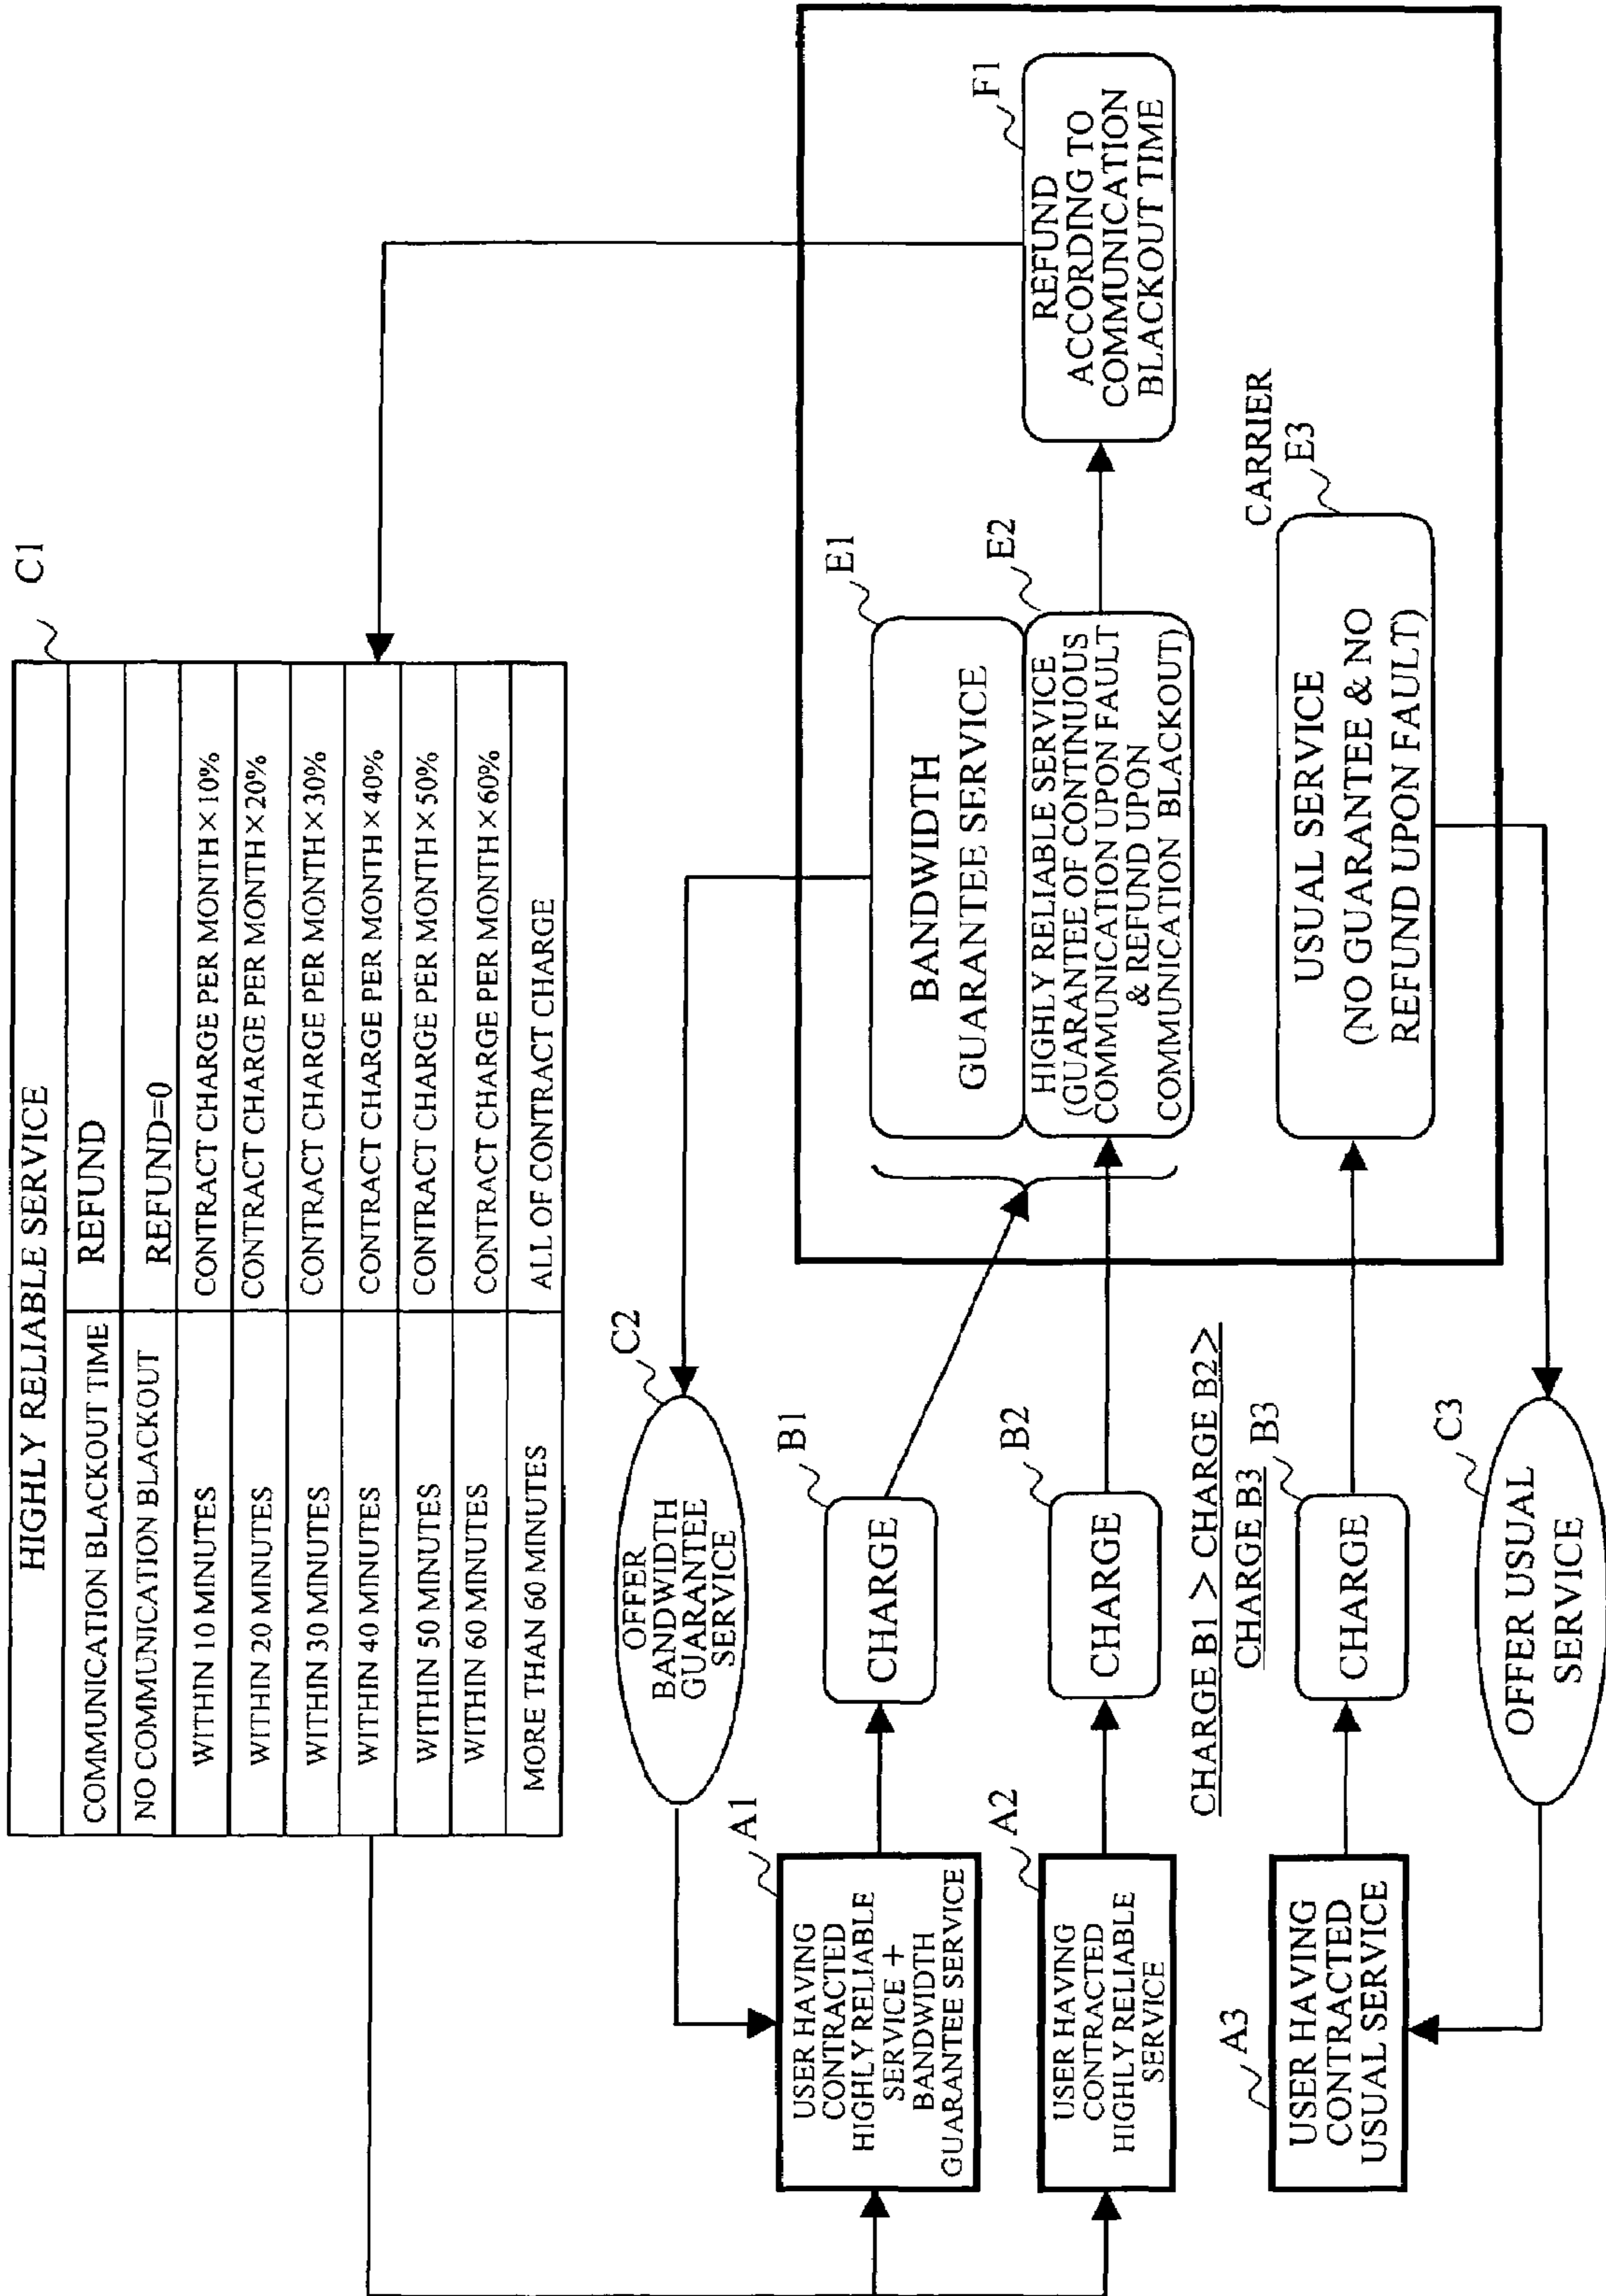 HIGHLY RELIABLE SERVICE
C1
COMMUNICATION BLACKOUT TIME
REFUND
NO COMMUNICATION BLACKOUT
REFUND=0
WITHIN 10 MINUTES
CONTRACT CHARGE PER MONTH×10%
WITHIN 20 MINUTES
CONTRACT CHARGE PER MONTH×20%
WITHIN 30 MINUTES
CONTRACT CHARGE PER MONTH×30%
WITHIN 40 MINUTES
CONTRACT CHARGE PER MONTH×40%
WITHIN 50 MINUTES
CONTRACT CHARGE PER MONTH×50%
WITHIN 60 MINUTES
CONTRACT CHARGE PER MONTH×60%
MORE THAN 60 MINUTES
ALL OF CONTRACT CHARGE
C2
OFFER
BANDWIDTH
GUARANTEE
SERVICE
A1
USER HAVING
CONTRACTED
HIGHLY RELIABLE
SERVICE +
BANDWIDTH
GUARANTEE SERVICE
B1
CHARGE
E1
BANDWIDTH
GUARANTEE SERVICE
A2
USER HAVING
CONTRACTED
HIGHLY RELIABLE
SERVICE
B2
CHARGE
E2
HIGHLY RELIABLE SERVICE
(GUARANTEE OF CONTINUOUS
COMMUNICATION UPON FAULT
& REFUND UPON
COMMUNICATION BLACKOUT)
F1
REFUND
ACCORDING TO
COMMUNICATION
BLACKOUT TIME
CHARGE B1 > CHARGE B2>
CHARGE B3
CARRIER
A3
USER HAVING
CONTRACTED
USUAL SERVICE
B3
CHARGE
E3
USUAL SERVICE
(NO GUARANTEE & NO
REFUND UPON FAULT)
C3
OFFER USUAL
SERVICE